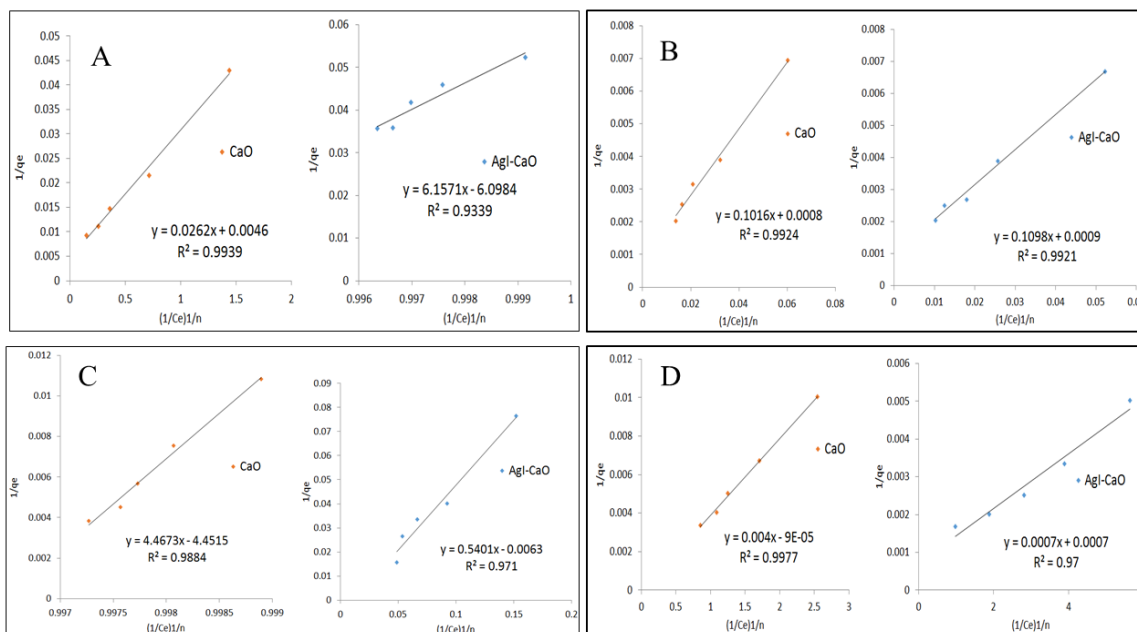 A
0.05
0.045
0.04
0.035
0.03
0.025
0.02
0.015
0.01
0.005
0
1/qe
CaO
y = 0.0262x + 0.0046
R² = 0.9939
0 0.5 1 1.5 2
(1/Ce)1/n
0.06
0.05
0.04
0.03
0.02
0.01
0
1/qe
AgI-CaO
y = 6.1571x - 6.0984
R² = 0.9339
0.996 0.997 0.998 0.999 1
(1/Ce)1/n
B
0.008
0.007
0.006
0.005
0.004
0.003
0.002
0.001
0
1/qe
CaO
y = 0.1016x + 0.0008
R² = 0.9924
0 0.02 0.04 0.06 0.08
(1/Ce)1/n
0.008
0.007
0.006
0.005
0.004
0.003
0.002
0.001
0
1/qe
AgI-CaO
y = 0.1098x + 0.0009
R² = 0.9921
0 0.01 0.02 0.03 0.04 0.05
(1/Ce)1/n
C
0.012
0.01
0.008
0.006
0.004
0.002
0
1/qe
CaO
y = 4.4673x - 4.4515
R² = 0.9884
0.997 0.9975 0.998 0.9985 0.999
(1/Ce)1/n
0.09
0.08
0.07
0.06
0.05
0.04
0.03
0.02
0.01
0
1/qe
AgI-CaO
y = 0.5401x - 0.0063
R² = 0.971
0 0.05 0.1 0.15 0.2
(1/Ce)1/n
D
0.012
0.01
0.008
0.006
0.004
0.002
0
1/qe
CaO
y = 0.004x - 9E-05
R² = 0.9977
0 0.5 1 1.5 2 2.5 3
(1/Ce)1/n
0.006
0.005
0.004
0.003
0.002
0.001
0
1/qe
AgI-CaO
y = 0.0007x + 0.0007
R² = 0.97
0 2 4
(1/Ce)1/n